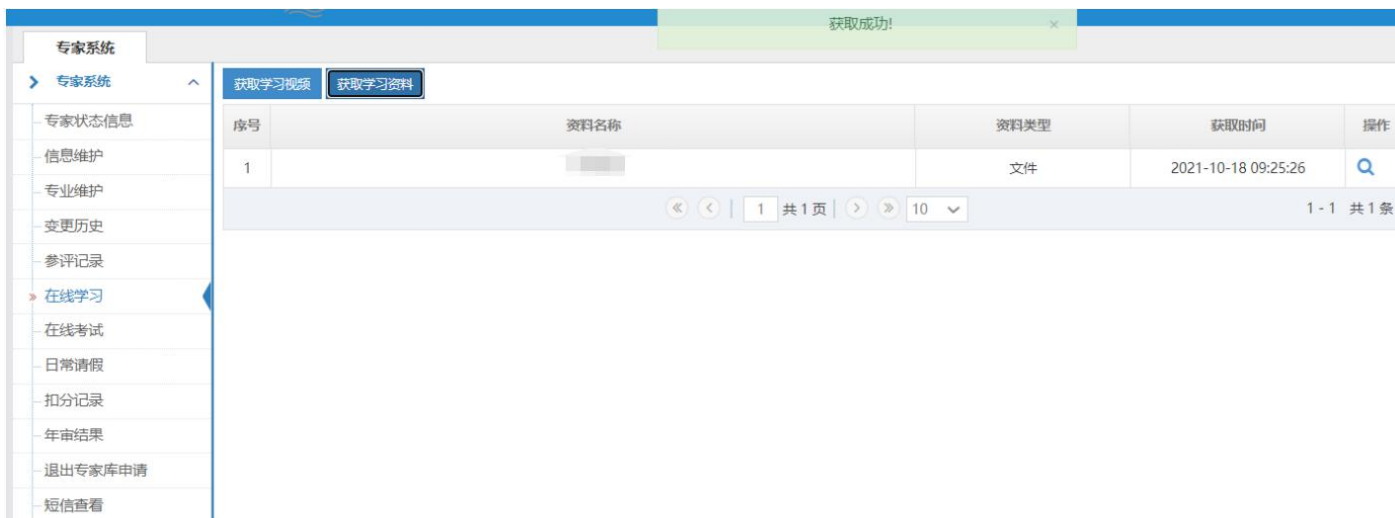 获取成功! ×
专家系统
专家系统
获取学习视频 获取学习资料
专家状态信息
信息维护
专业维护
变更历史
参评记录
在线学习
在线考试
日常请假
扣分记录
年审结果
退出专家库申请
短信查看
序号 资料名称 资料类型 获取时间 操作
1 文件 2021-10-18 09:25:26
1 共1页 10 1 - 1 共1条